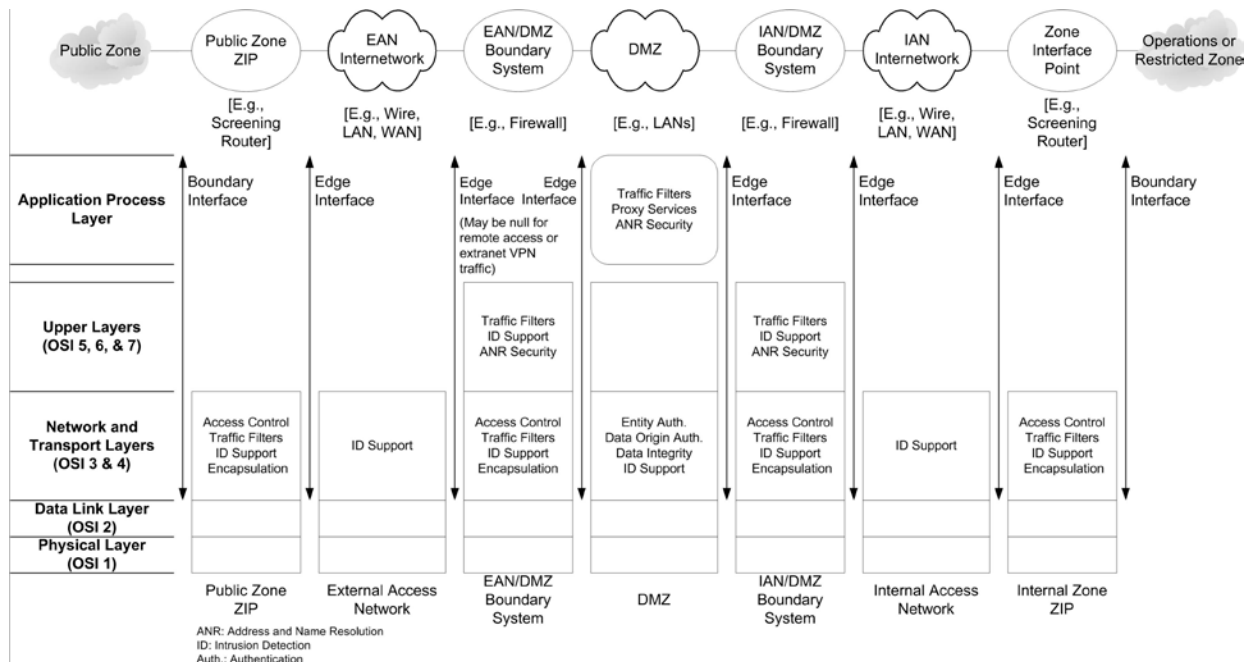 Public Zone
Public Zone
ZIP
EAN
Internetwork
EAN/DMZ
Boundary
System
DMZ
IAN/DMZ
Boundary
System
IAN
Internetwork
Zone
Interface
Point
Operations or
Restricted Zone
[E.g.,
Screening
Router]
[E.g., Wire,
LAN, WAN]
[E.g., Firewall]
[E.g., LANs]
[E.g., Firewall]
[E.g., Wire,
LAN, WAN]
[E.g.,
Screening
Router]
Application Process
Layer
Boundary
Interface
Edge
Interface
Edge
Interface
(May be null for
remote access or
extranet VPN
traffic)
Edge
Interface
Traffic Filters
Proxy Services
ANR Security
Edge
Interface
Edge
Interface
Edge
Interface
Boundary
Interface
Upper Layers
(OSI 5, 6, & 7)
Traffic Filters
ID Support
ANR Security
Traffic Filters
ID Support
ANR Security
Network and
Transport Layers
(OSI 3 & 4)
Access Control
Traffic Filters
ID Support
Encapsulation
ID Support
Access Control
Traffic Filters
ID Support
Encapsulation
Entity Auth.
Data Origin Auth.
Data Integrity
ID Support
Access Control
Traffic Filters
ID Support
Encapsulation
ID Support
Access Control
Traffic Filters
ID Support
Encapsulation
Data Link Layer
(OSI 2)
Physical Layer
(OSI 1)
Public Zone
ZIP
External Access
Network
EAN/DMZ
Boundary
System
DMZ
IAN/DMZ
Boundary
System
Internal Access
Network
Internal Zone
ZIP
ANR: Address and Name Resolution
ID: Intrusion Detection
Auth.: Authentication